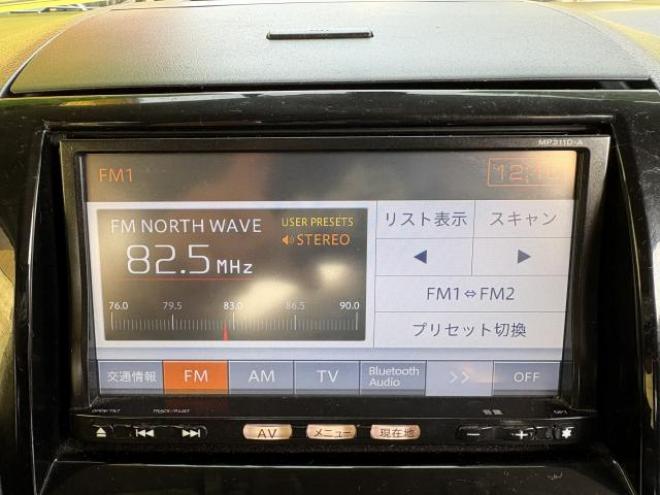 MP311D-A
FM1
FM NORTH WAVE
USER PRESETS
STEREO
82.5 MHz
76.0 79.5 83.0 86.5 90.0
リスト表示 スキャン
◀ ▶
FM1⇔FM2
プリセット切換
交通情報 FM AM TV Bluetooth Audio >> OFF
AV メニュー 現在地
− +